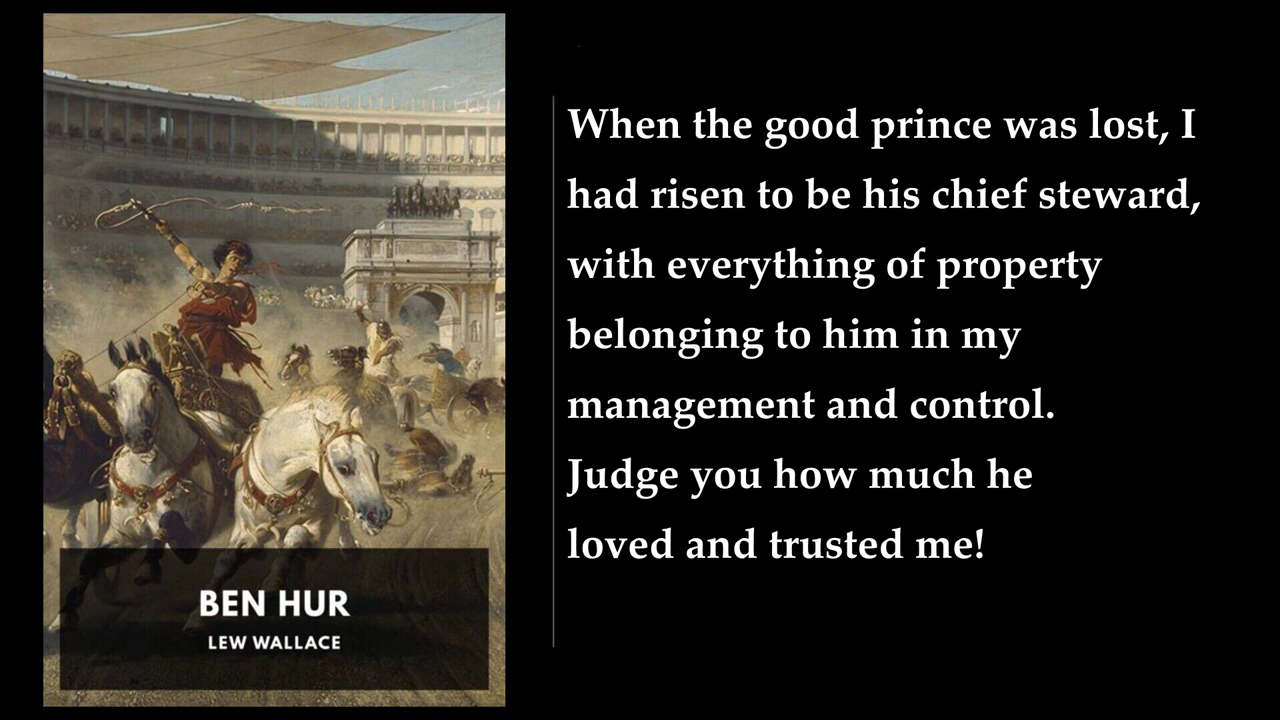 When the good prince was lost, I
had risen to be his chief steward,
with everything of property
belonging to him in my
management and control.
Judge you how much he
loved and trusted me!
BEN HUR
LEW WALLACE